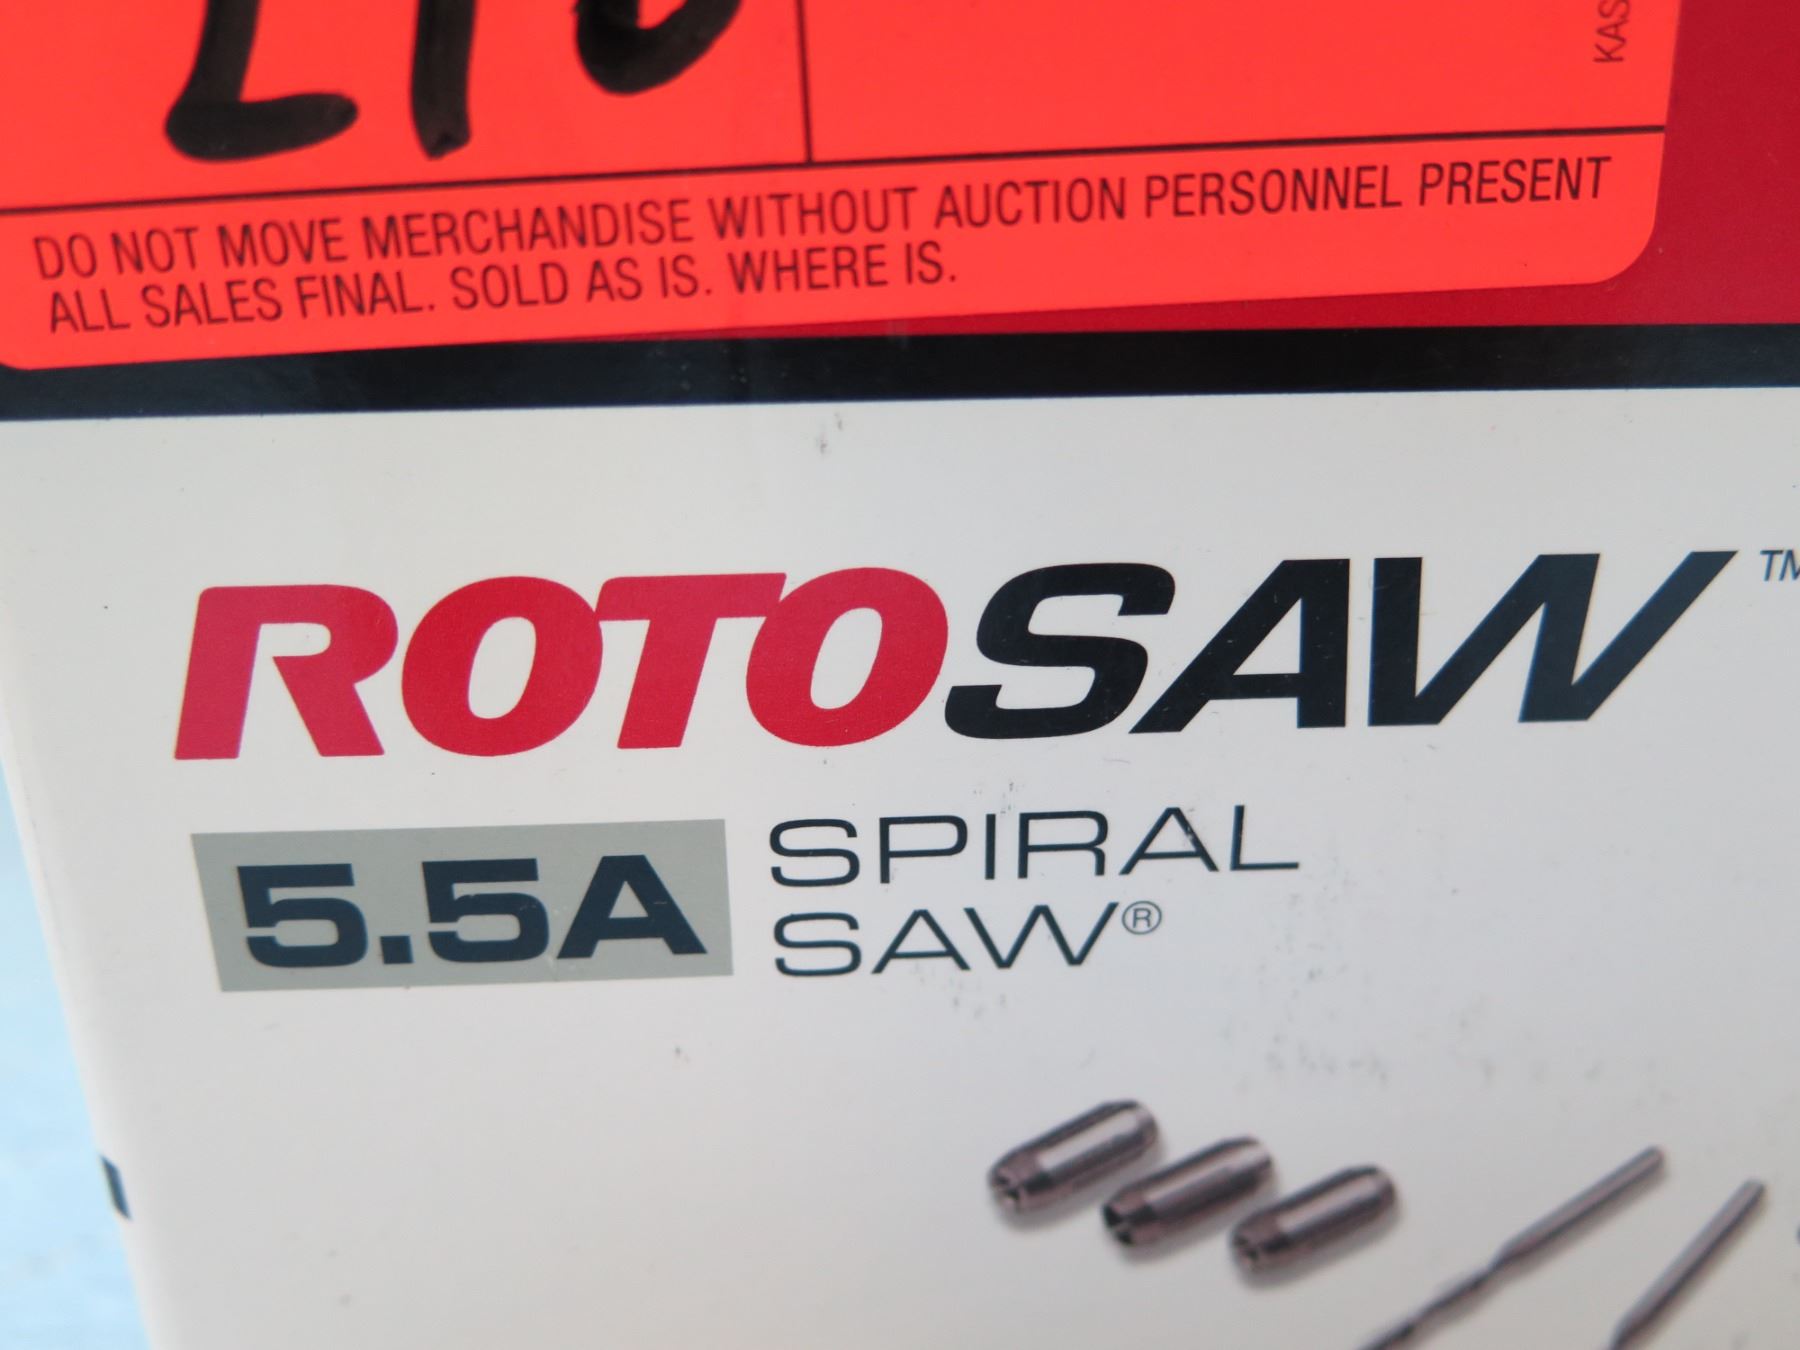 KAS
DO NOT MOVE MERCHANDISE WITHOUT AUCTION PERSONNEL PRESENT
ALL SALES FINAL. SOLD AS IS. WHERE IS.
ROTOSAW™
5.5A SPIRAL
SAW®